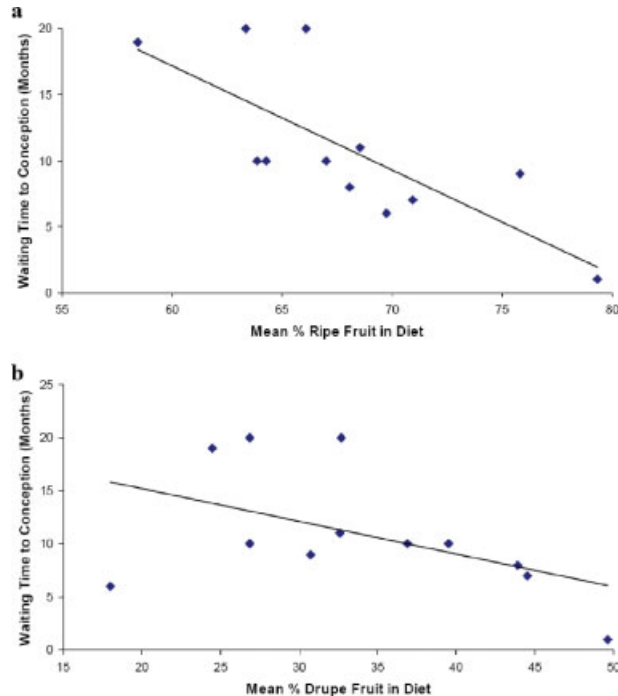 a
20
15
10
5
0
Waiting Time to Conception (Months)
55 60 65 70 75 80
Mean % Ripe Fruit in Diet
b
25
20
15
10
5
0
Waiting Time to Conception (Months)
15 20 25 30 35 40 45 50
Mean % Drupe Fruit in Diet